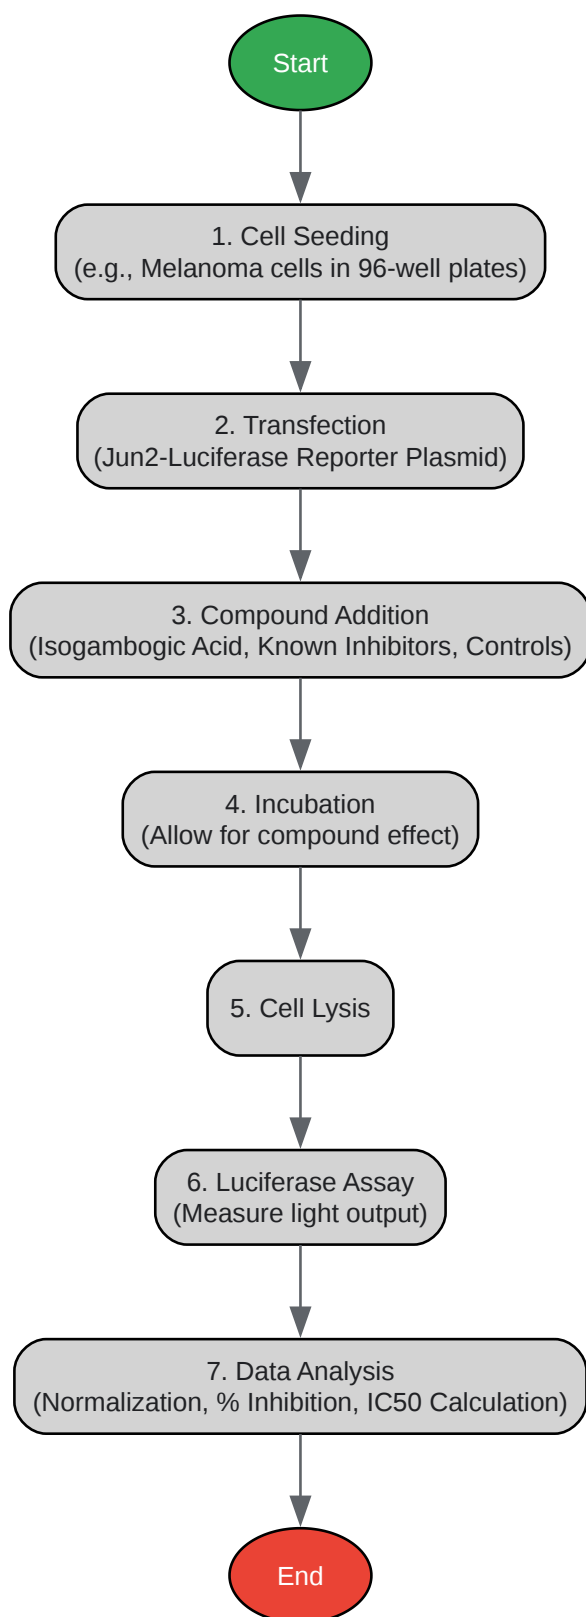 Start
1. Cell Seeding
(e.g., Melanoma cells in 96-well plates)
2. Transfection
(Jun2-Luciferase Reporter Plasmid)
3. Compound Addition
(Isogambogic Acid, Known Inhibitors, Controls)
4. Incubation
(Allow for compound effect)
5. Cell Lysis
6. Luciferase Assay
(Measure light output)
7. Data Analysis
(Normalization, % Inhibition, IC50 Calculation)
End